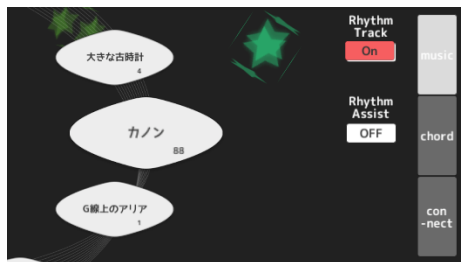 大きな古時計
4
カノン
88
G線上のアリア
1
Rhythm
Track
On
Rhythm
Assist
OFF
music
chord
con
-nect